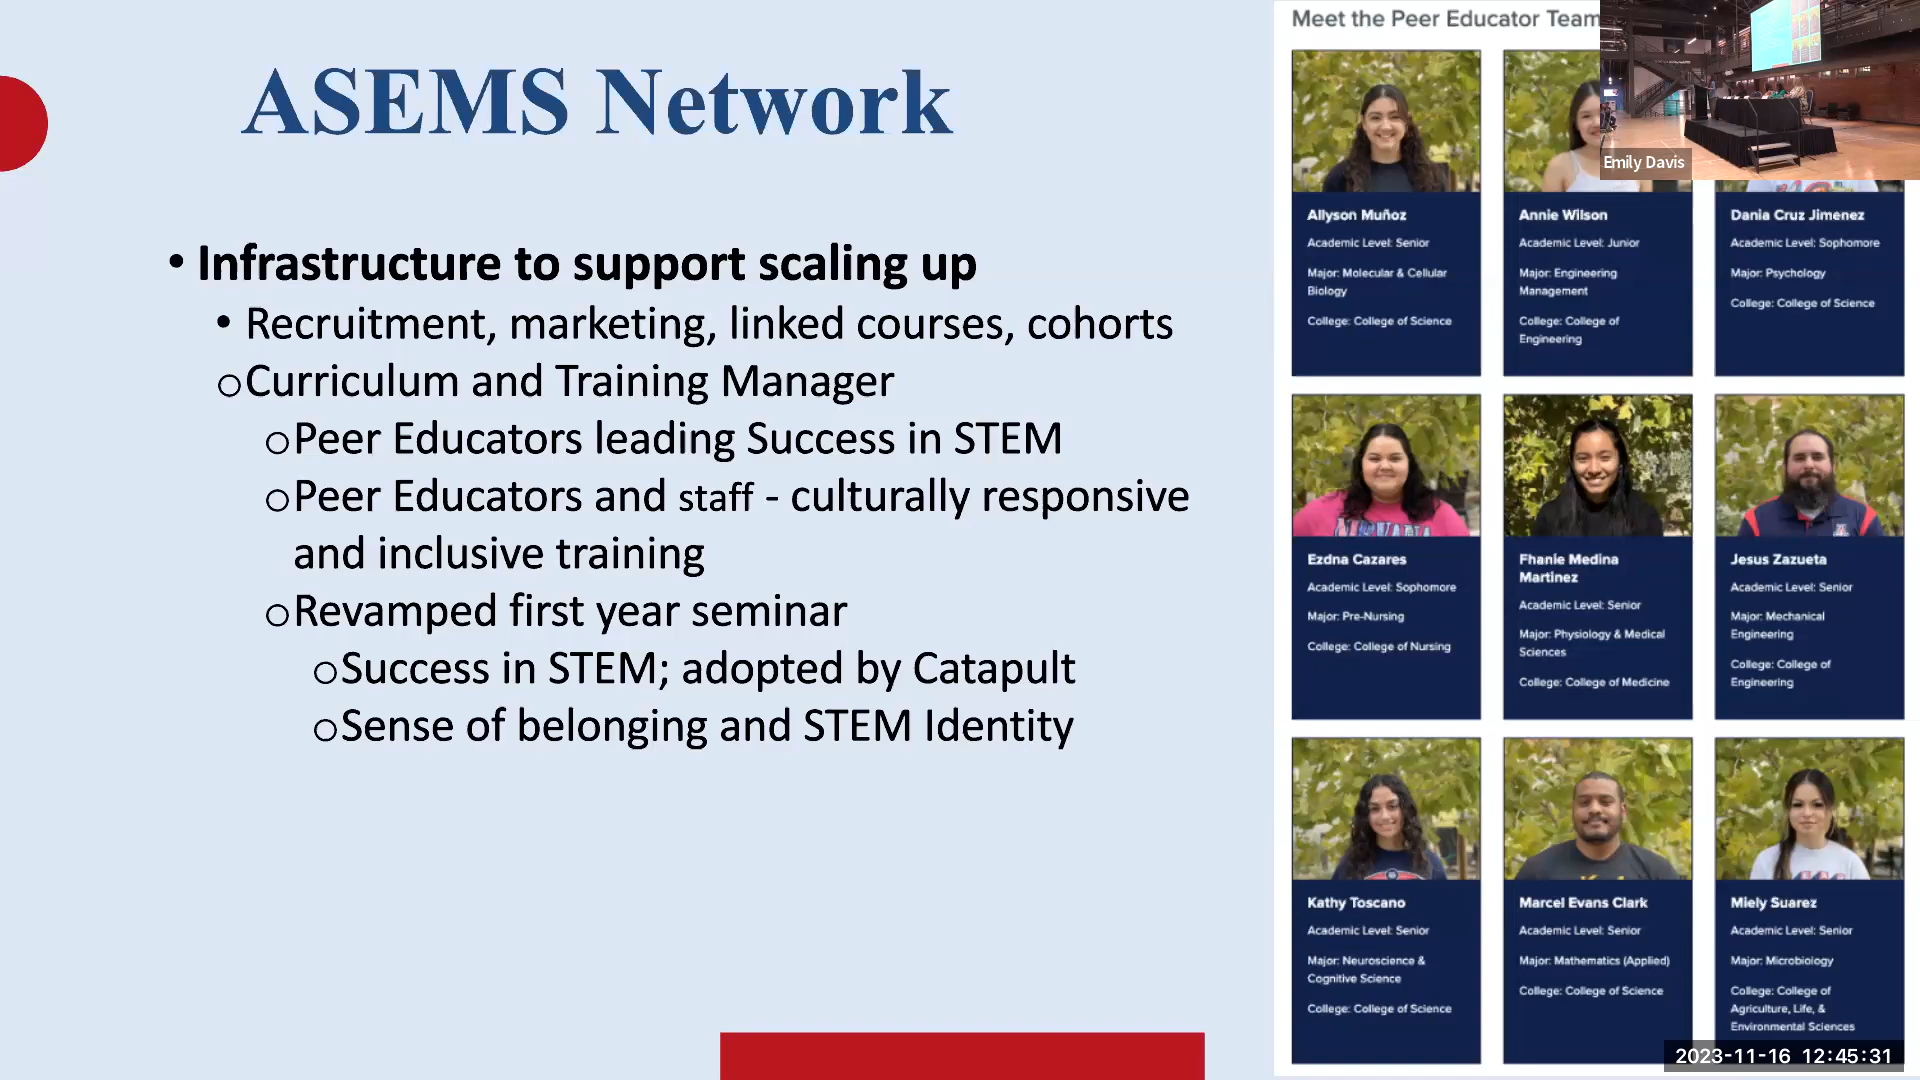 ASEMS Network
• Infrastructure to support scaling up
• Recruitment, marketing, linked courses, cohorts
oCurriculum and Training Manager
oPeer Educators leading Success in STEM
oPeer Educators and staff - culturally responsive
and inclusive training
oRevamped first year seminar
oSuccess in STEM; adopted by Catapult
oSense of belonging and STEM Identity
Meet the Peer Educator Team
Emily Davis
Allyson Muñoz
Academic Level: Senior
Major: Molecular & Cellular
Biology
College: College of Science
Annie Wilson
Academic Level: Junior
Major: Engineering
Management
College: College of
Engineering
Dania Cruz Jimenez
Academic Level: Sophomore
Major: Psychology
College: College of Science
Ezdna Cazares
Academic Level: Sophomore
Major: Pre-Nursing
College: College of Nursing
Fhanie Medina
Martinez
Academic Level: Senior
Major: Physiology & Medical
Sciences
College: College of Medicine
Jesus Zazueta
Academic Level: Senior
Major: Mechanical
Engineering
College: College of
Engineering
Kathy Toscano
Academic Level: Senior
Major: Neuroscience &
Cognitive Science
College: College of Science
Marcel Evans Clark
Academic Level: Senior
Major: Mathematics (Applied)
College: College of Science
Miely Suarez
Academic Level: Senior
Major: Microbiology
College: College of
Agriculture, Life, &
Environmental Sciences
2023-11-16 12:45:31